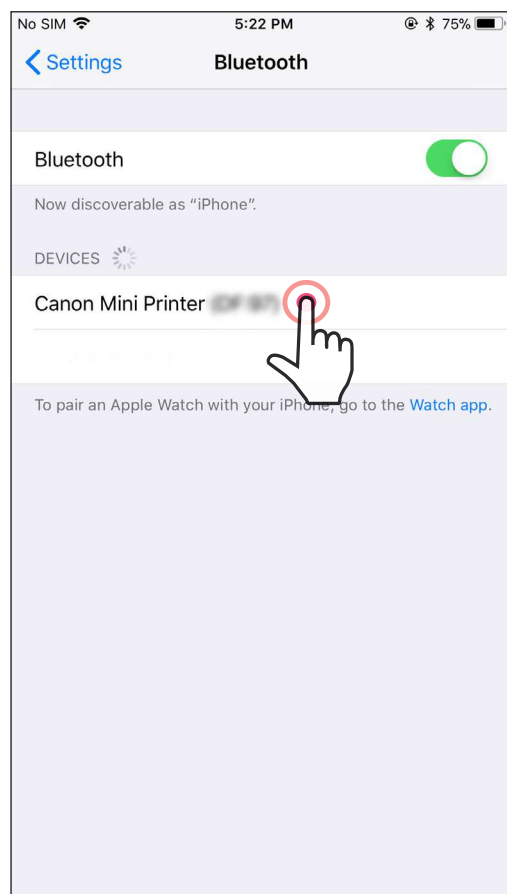 No SIM 5:22 PM 75%
Settings Bluetooth
Bluetooth
Now discoverable as “iPhone”.
DEVICES
Canon Mini Printer
To pair an Apple Watch with your iPhone, go to the Watch app.